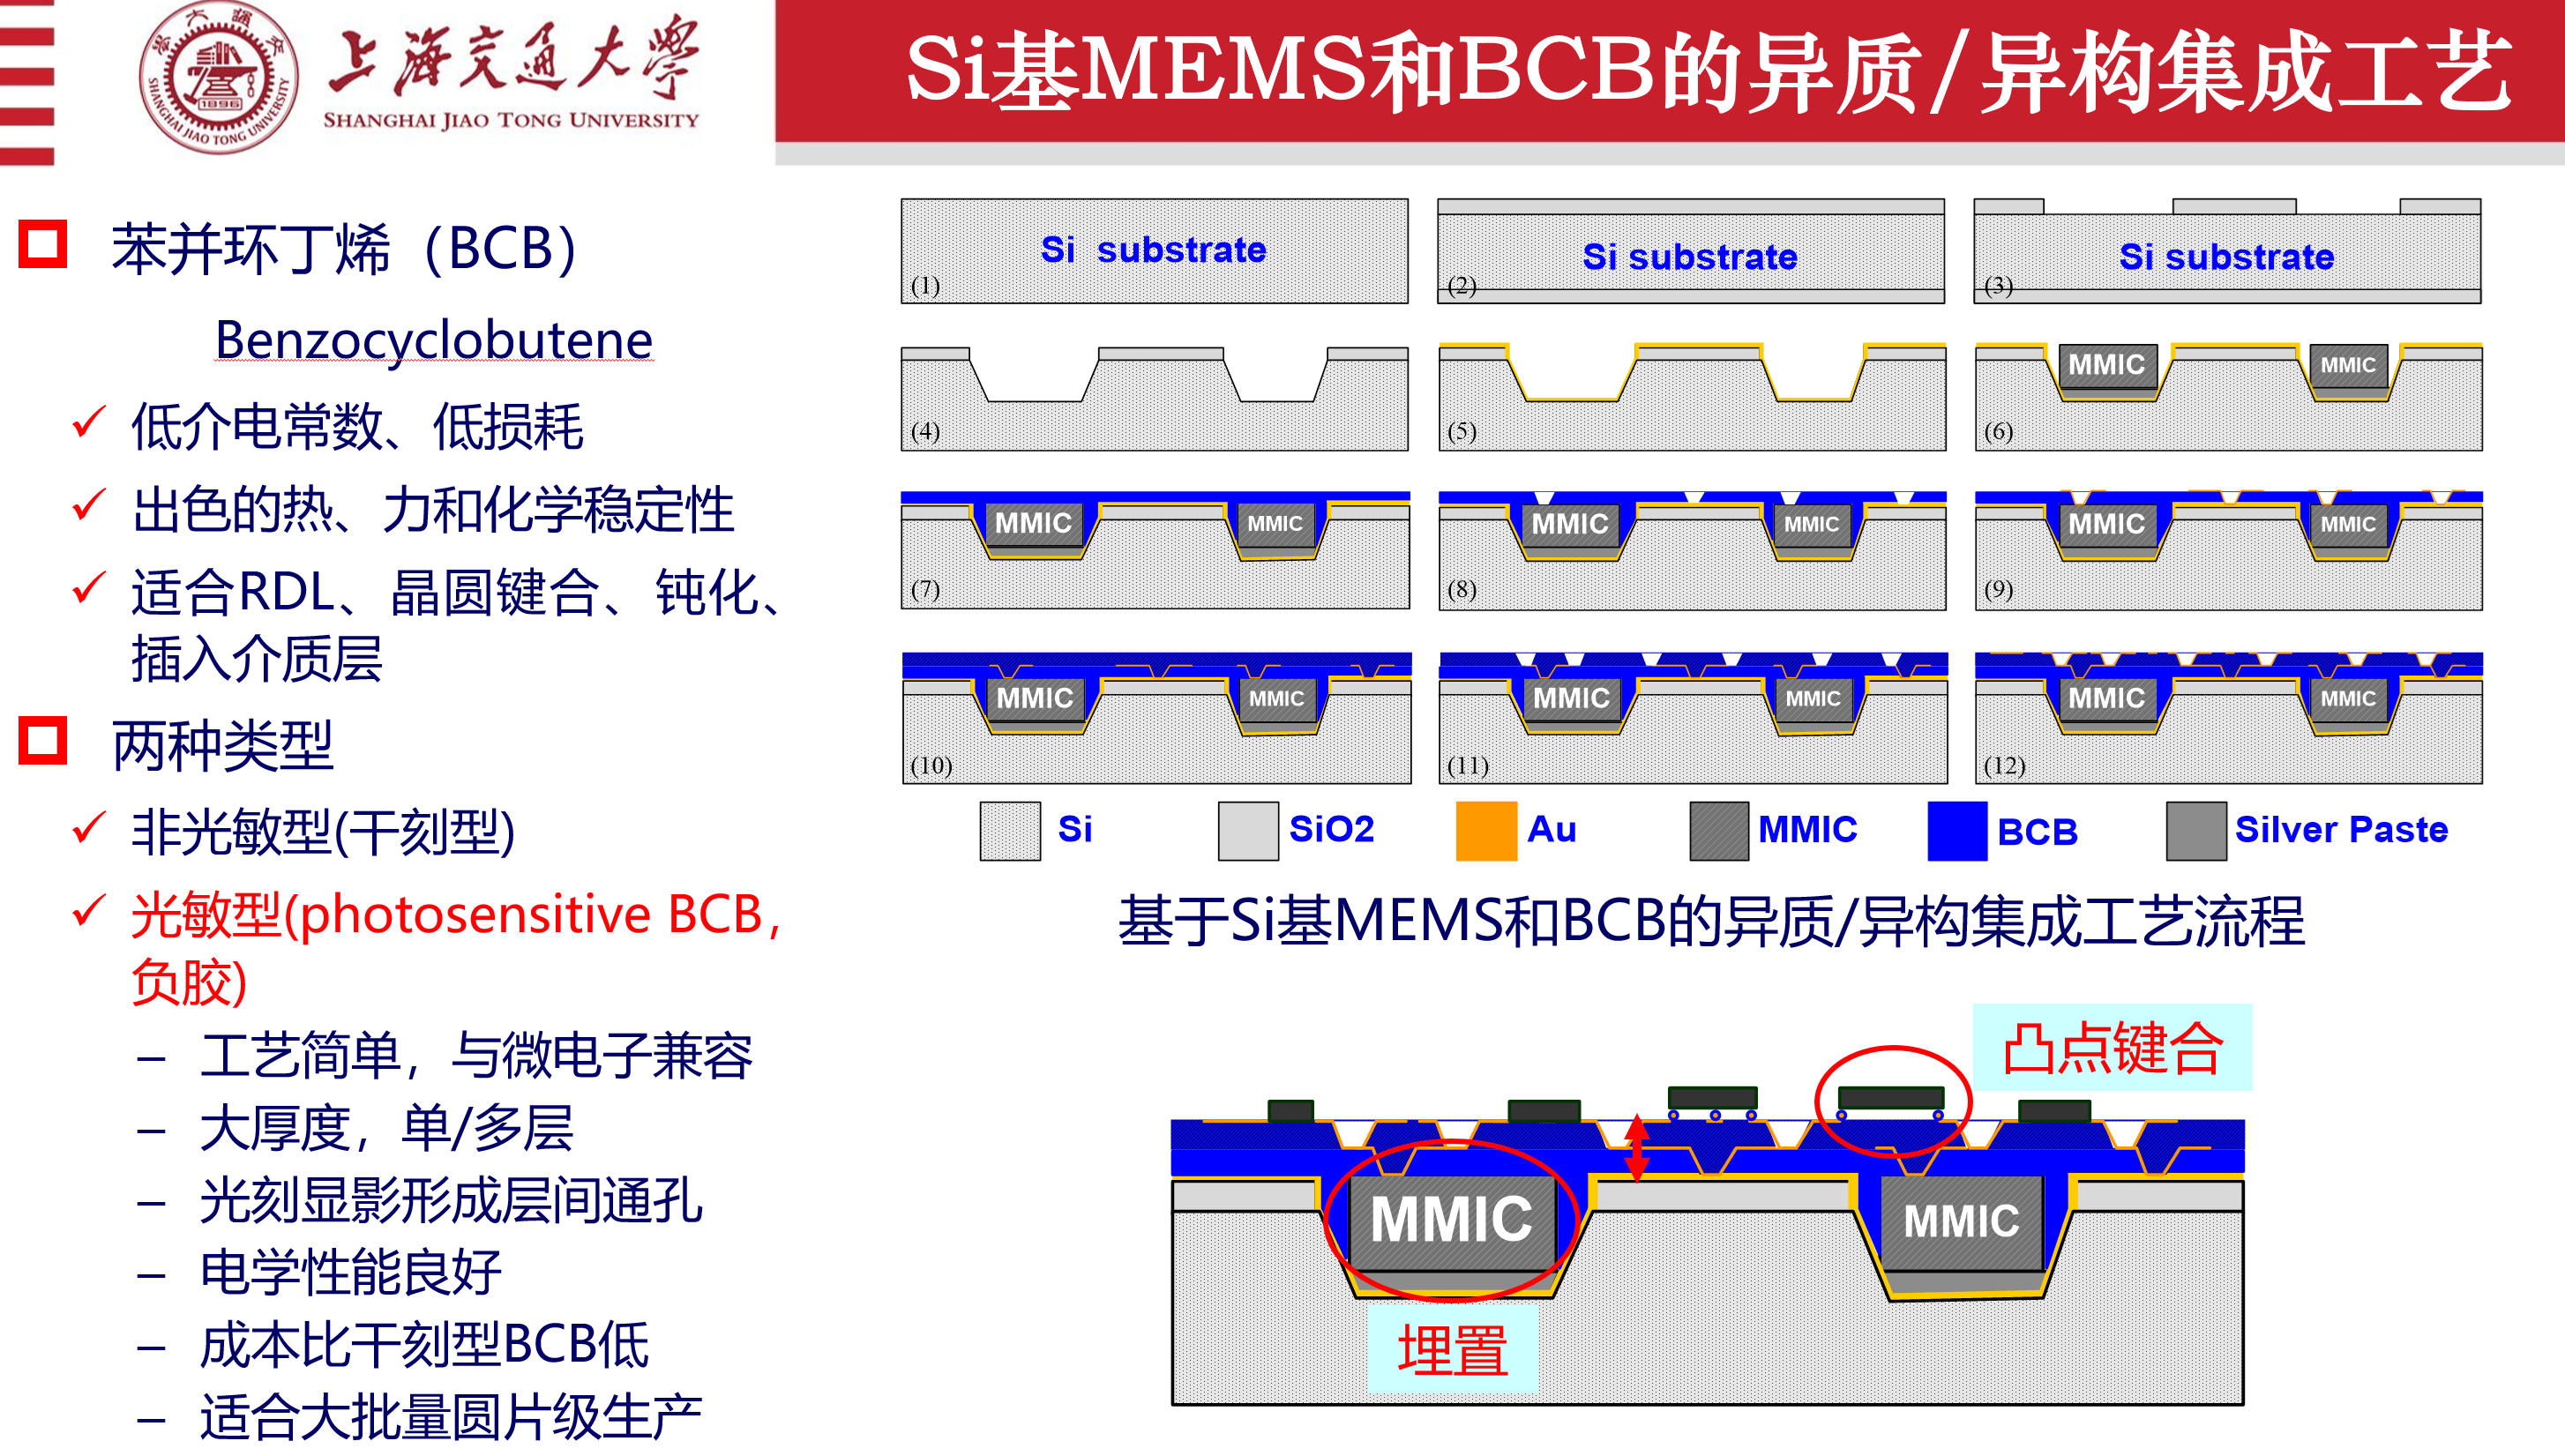 上海交通大学
SHANGHAI JIAO TONG UNIVERSITY
1896
SHANGHAI JIAO TONG UNIVERSITY
Si基MEMS和BCB的异质/异构集成工艺
苯并环丁烯（BCB）
Benzocyclobutene
低介电常数、低损耗
出色的热、力和化学稳定性
适合RDL、晶圆键合、钝化、
插入介质层
两种类型
非光敏型(干刻型)
光敏型(photosensitive BCB，
负胶)
– 工艺简单，与微电子兼容
– 大厚度，单/多层
– 光刻显影形成层间通孔
– 电学性能良好
– 成本比干刻型BCB低
– 适合大批量圆片级生产
Si substrate
(1)
Si substrate
(2)
Si substrate
(3)
(4)
(5)
MMIC MMIC
(6)
MMIC MMIC
(7)
MMIC MMIC
(8)
MMIC MMIC
(9)
MMIC MMIC
(10)
MMIC MMIC
(11)
MMIC MMIC
(12)
Si SiO2 Au MMIC BCB Silver Paste
基于Si基MEMS和BCB的异质/异构集成工艺流程
凸点键合
MMIC MMIC
埋置